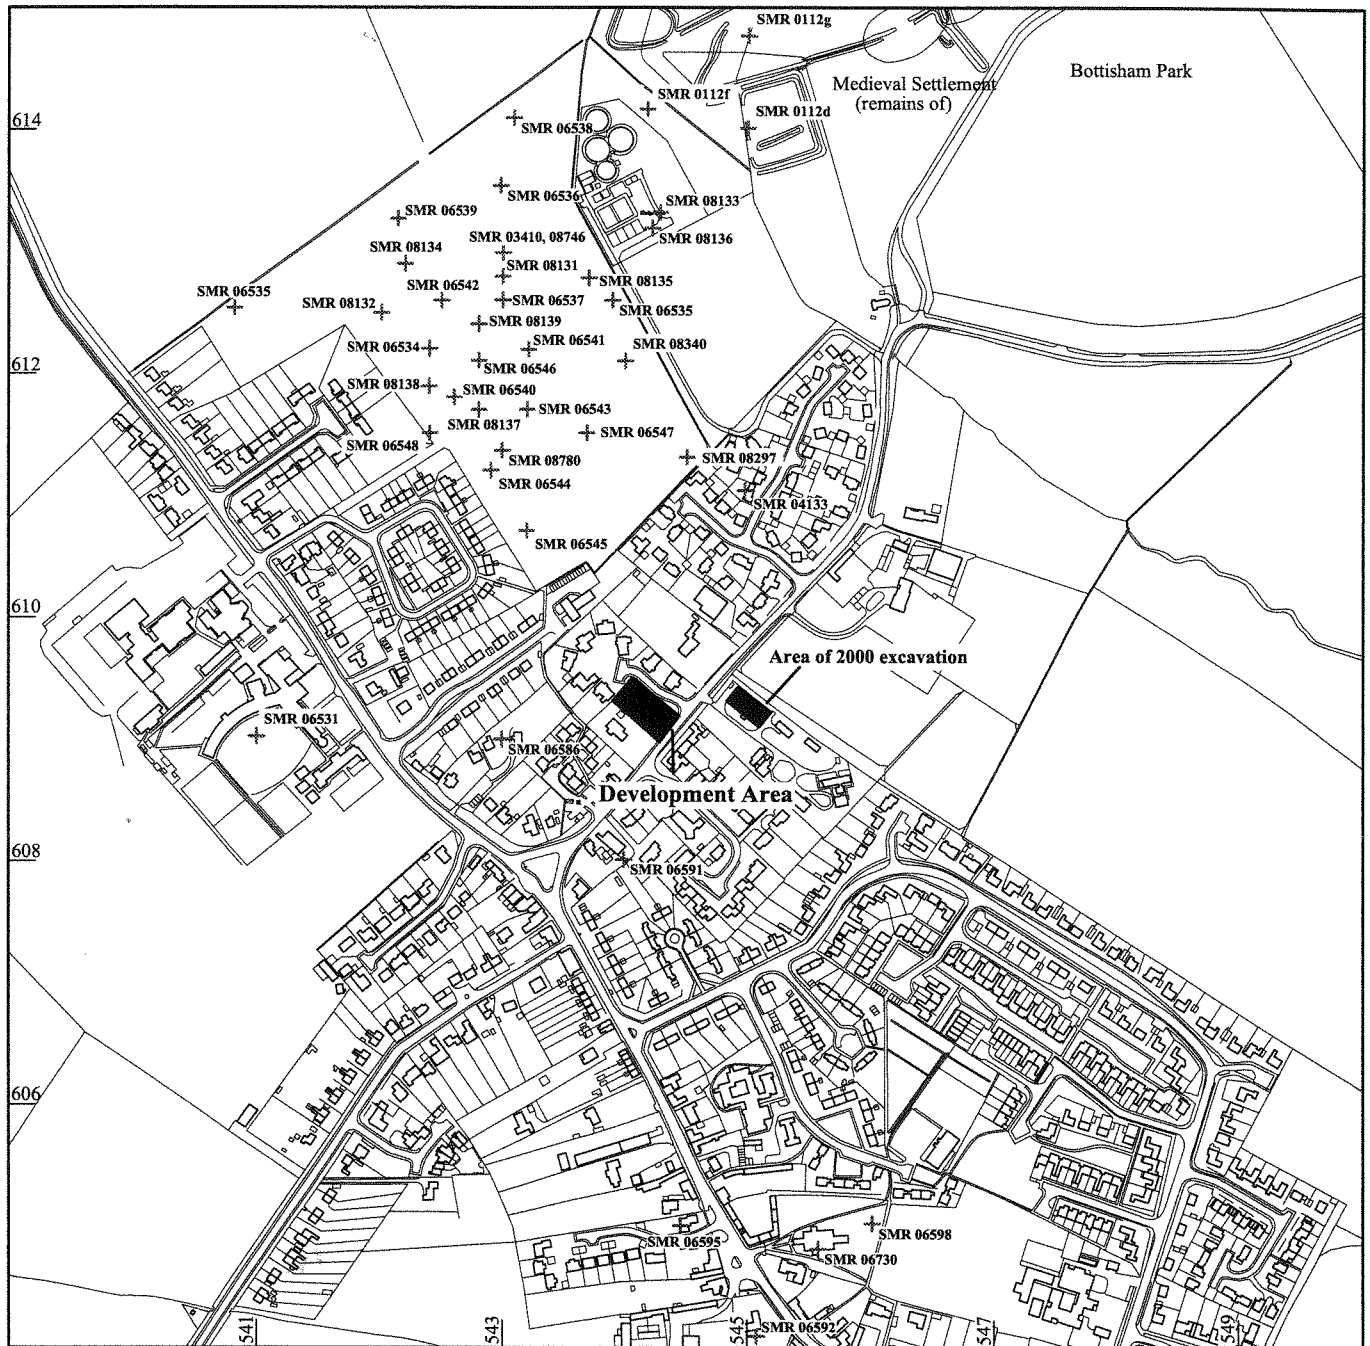 SMR 0112g
Bottisham Park
Medieval Settlement
(remains of)
SMR 0112f
SMR 0112d
614
SMR 06538
SMR 06536
SMR 08133
SMR 06539
SMR 08136
SMR 03410, 08746
SMR 08134
SMR 08131
SMR 08135
SMR 06542
SMR 06535
SMR 08132
SMR 06537
SMR 06535
SMR 08139
SMR 06534
SMR 06541
SMR 08340
612
SMR 06546
SMR 08138
SMR 06540
SMR 06543
SMR 08137
SMR 06547
SMR 06548
SMR 08780
SMR 08297
SMR 06544
SMR 04133
SMR 06545
610
Area of 2000 excavation
SMR 06531
SMR 06586
Development Area
608
SMR 06591
606
SMR 06595
SMR 06598
SMR 06730
SMR 06592
541
543
545
547
549